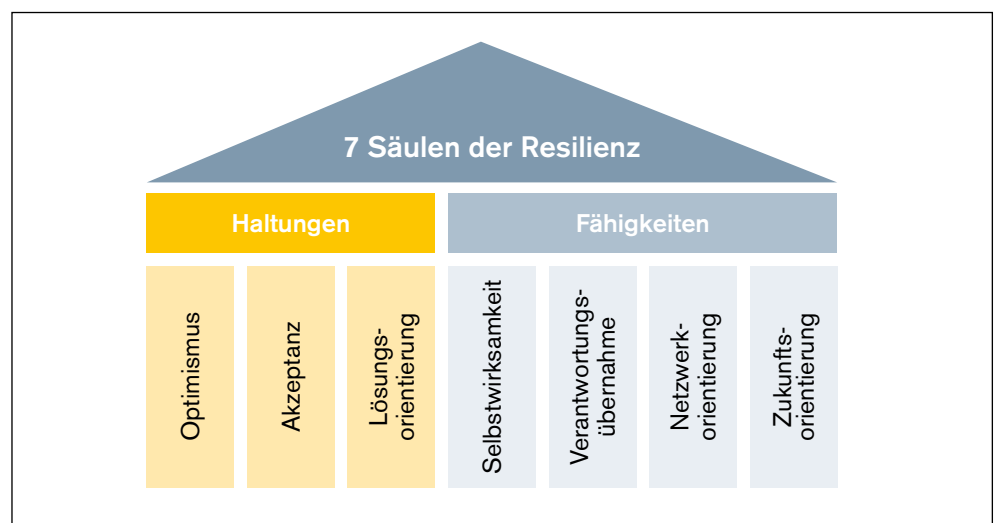 7 Säulen der Resilienz
Haltungen
Fähigkeiten
Optimismus
Akzeptanz
Lösungs-
orientierung
Selbstwirksamkeit
Verantwortungs-
übernahme
Netzwerk-
orientierung
Zukunfts-
orientierung